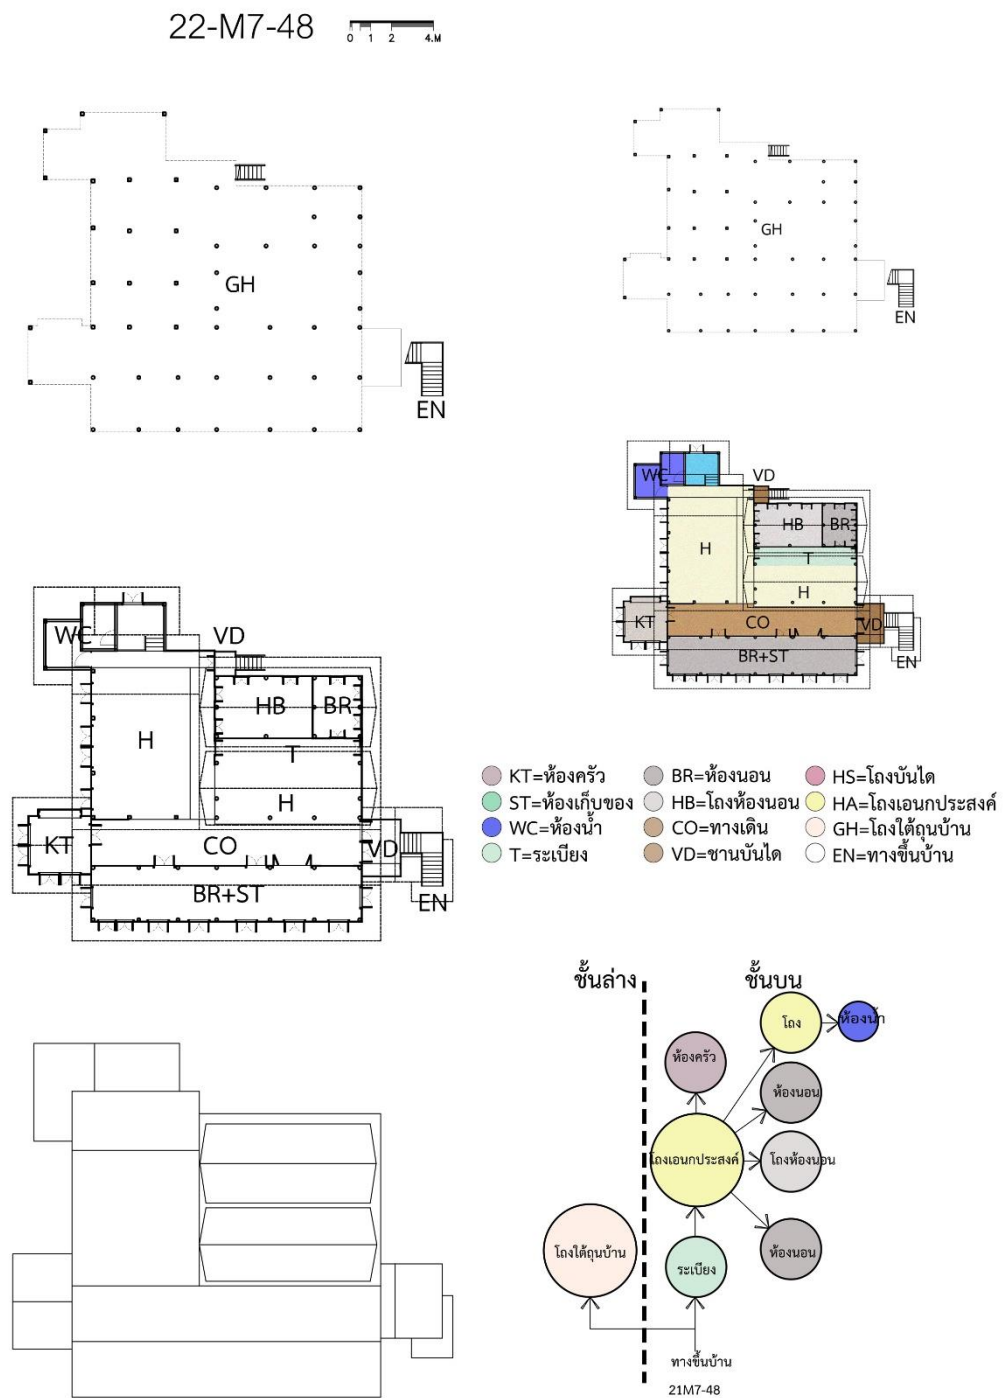 22-M7-48
0 1 2 4.M
GH
EN
GH
EN
WC
VD
HB
BR
H
T
H
KT
CO
VD
BR+ST
EN
WC
VD
HB
BR
H
T
H
KT
CO
VD
BR+ST
EN
KT=ห้องครัว
BR=ห้องนอน
HS=โถงบันได
ST=ห้องเก็บของ
HB=โถงห้องนอน
HA=โถงเอนกประสงค์
WC=ห้องน้ำ
CO=ทางเดิน
GH=โถงใต้ถุนบ้าน
T=ระเบียง
VD=ชานบันได
EN=ทางขึ้นบ้าน
ชั้นล่าง
ชั้นบน
โถง
ห้องน้ำ
ห้องครัว
ห้องนอน
โถงเอนกประสงค์
โถงห้องนอน
โถงใต้ถุนบ้าน
ระเบียง
ห้องนอน
ทางขึ้นบ้าน
21M7-48